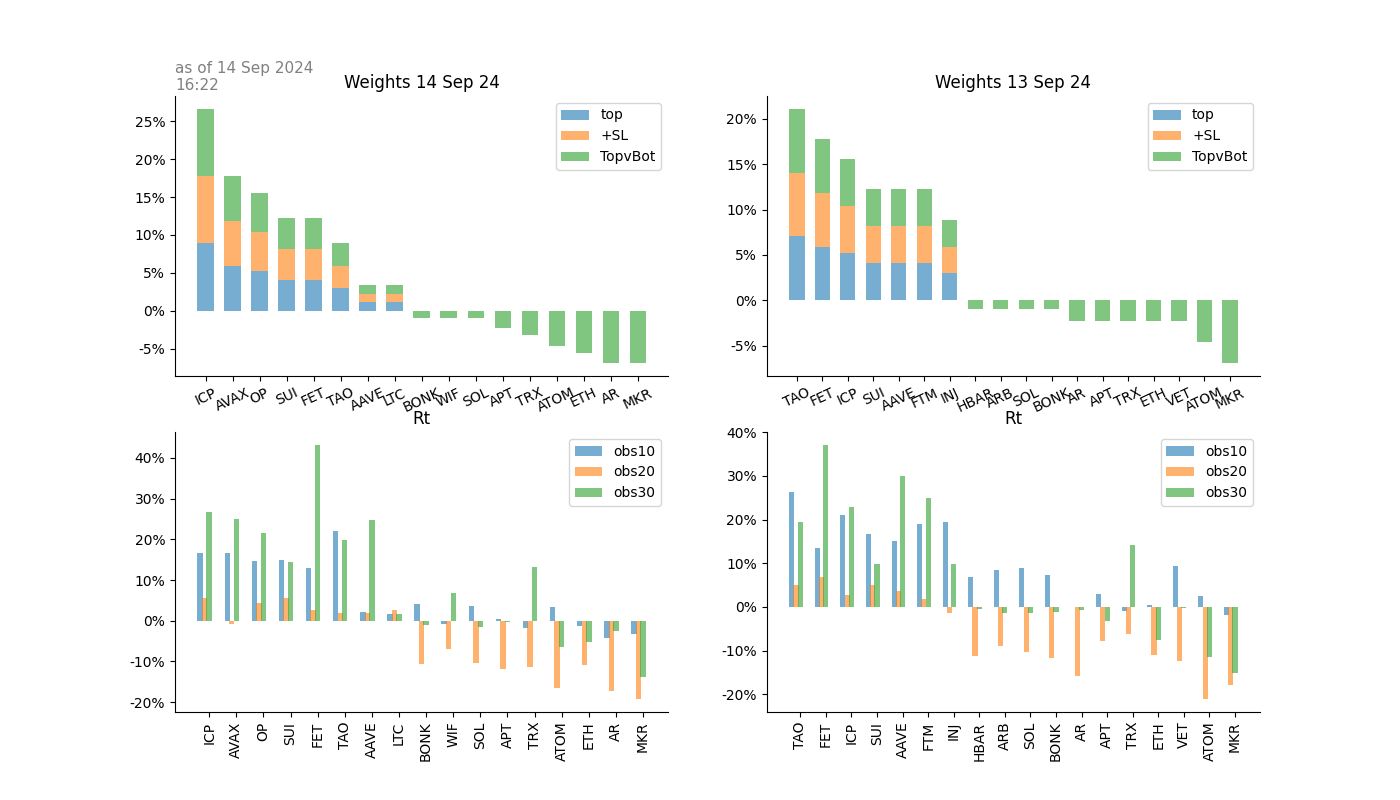 as of 14 Sep 2024
16:22
Weights 14 Sep 24
25%
20%
15%
10%
5%
0%
-5%
top
+SL
TopvBot
ICP AVAX OP SUI FET TAO AAVE LTC BONK WIF SOL APT TRX ATOM ETH AR MKR
Weights 13 Sep 24
20%
15%
10%
5%
0%
-5%
top
+SL
TopvBot
TAO FET ICP SUI AAVE FTM INJ HBAR ARB SOL BONK AR APT TRX ETH VET ATOM MKR
Rt
40%
30%
20%
10%
0%
-10%
-20%
obs10
obs20
obs30
ICP AVAX OP SUI FET TAO AAVE LTC BONK WIF SOL APT TRX ATOM ETH AR MKR
Rt
40%
30%
20%
10%
0%
-10%
-20%
obs10
obs20
obs30
TAO FET ICP SUI AAVE FTM INJ HBAR ARB SOL BONK AR APT TRX ETH VET ATOM MKR